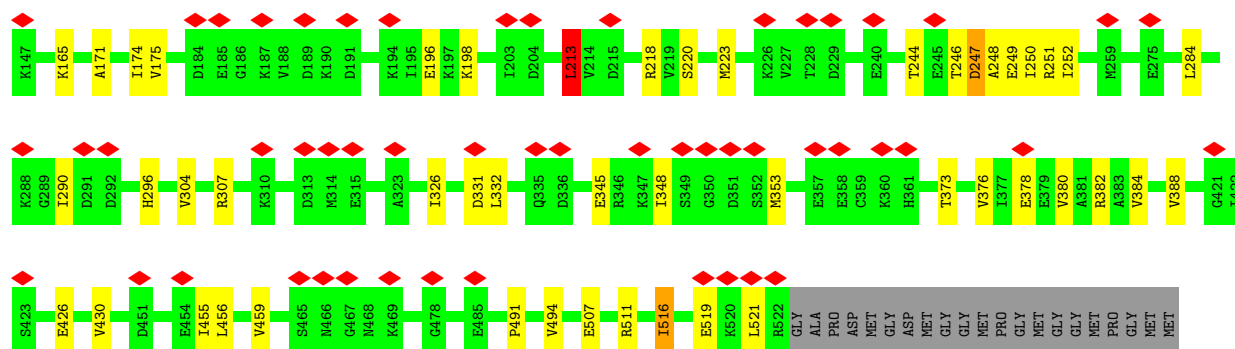 K147 K165 A171 I174 V175 D184 E185 G186 K187 V188 D189 K190 D191 K194 I195 E196 K197 K198 I203 D204 L213 V214 D215 R218 V219 S220 M223 K226 V227 T228 D229 E240 T244 E245 T246 D247 A248 E249 I250 R251 I252 M259 E275 L284
K288 G289 I290 D291 D292 H296 V304 R307 K310 D313 M314 E315 A323 I326 D331 L332 Q335 D336 E345 R346 K347 I348 S349 G350 D351 S352 M353 E357 E358 C359 K360 H361 T373 V376 I377 E378 E379 V380 A381 R382 A383 V384 V388 G421
S423 E426 V430 D451 E454 I455 L456 V459 S465 N466 G467 N468 K469 G478 E485 P491 V494 E507 R511 I516 E519 K520 L521 R522 GLY ALA PRO ASP MET GLY ASP MET GLY GLY MET PRO GLY MET GLY GLY MET PRO GLY MET MET